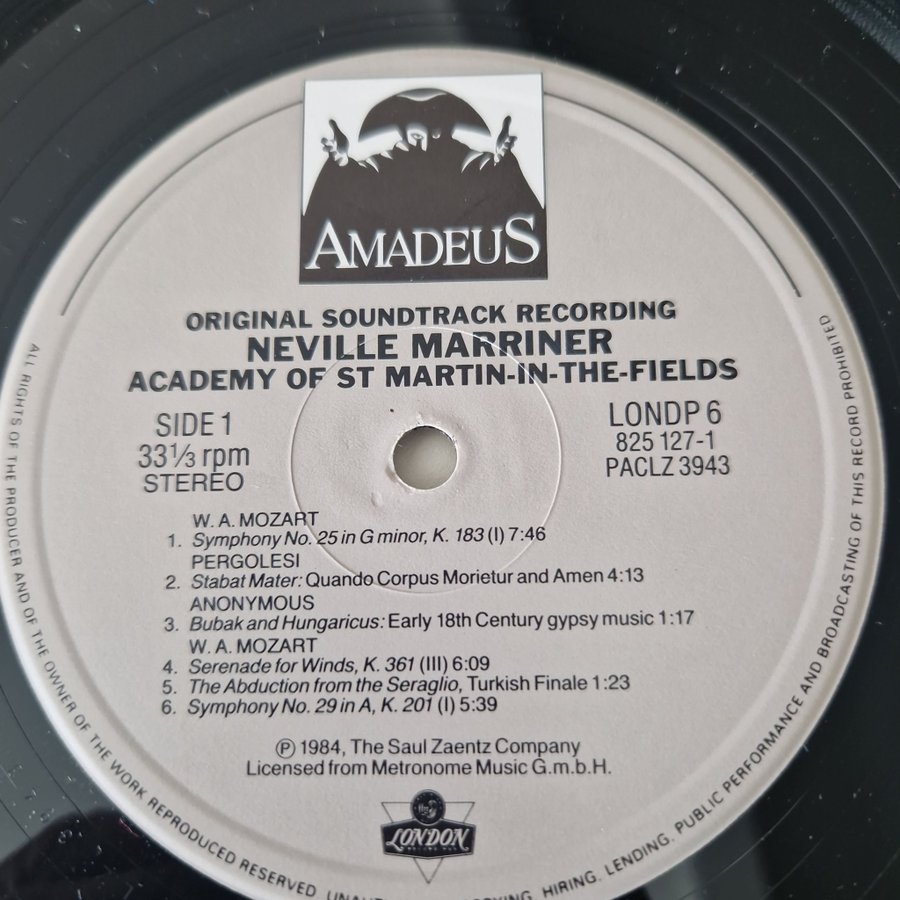 AMADEUS
ORIGINAL SOUNDTRACK RECORDING
NEVILLE MARRINER
ACADEMY OF ST MARTIN-IN-THE-FIELDS
SIDE 1
33⅓ rpm
STEREO
LONDP 6
825 127-1
PACLZ 3943
W. A. MOZART
1. Symphony No. 25 in G minor, K. 183 (I) 7:46
PERGOLESI
2. Stabat Mater: Quando Corpus Morietur and Amen 4:13
ANONYMOUS
3. Bubak and Hungaricus: Early 18th Century gypsy music 1:17
W. A. MOZART
4. Serenade for Winds, K. 361 (III) 6:09
5. The Abduction from the Seraglio, Turkish Finale 1:23
6. Symphony No. 29 in A, K. 201 (I) 5:39
℗ 1984, The Saul Zaentz Company
Licensed from Metronome Music G.m.b.H.
LONDON
ALL RIGHTS OF THE PRODUCER AND OF THE OWNER OF THE WORK REPRODUCED RESERVED. HIRING. LENDING. PUBLIC PERFORMANCE AND BROADCASTING OF THIS RECORD PROHIBITED